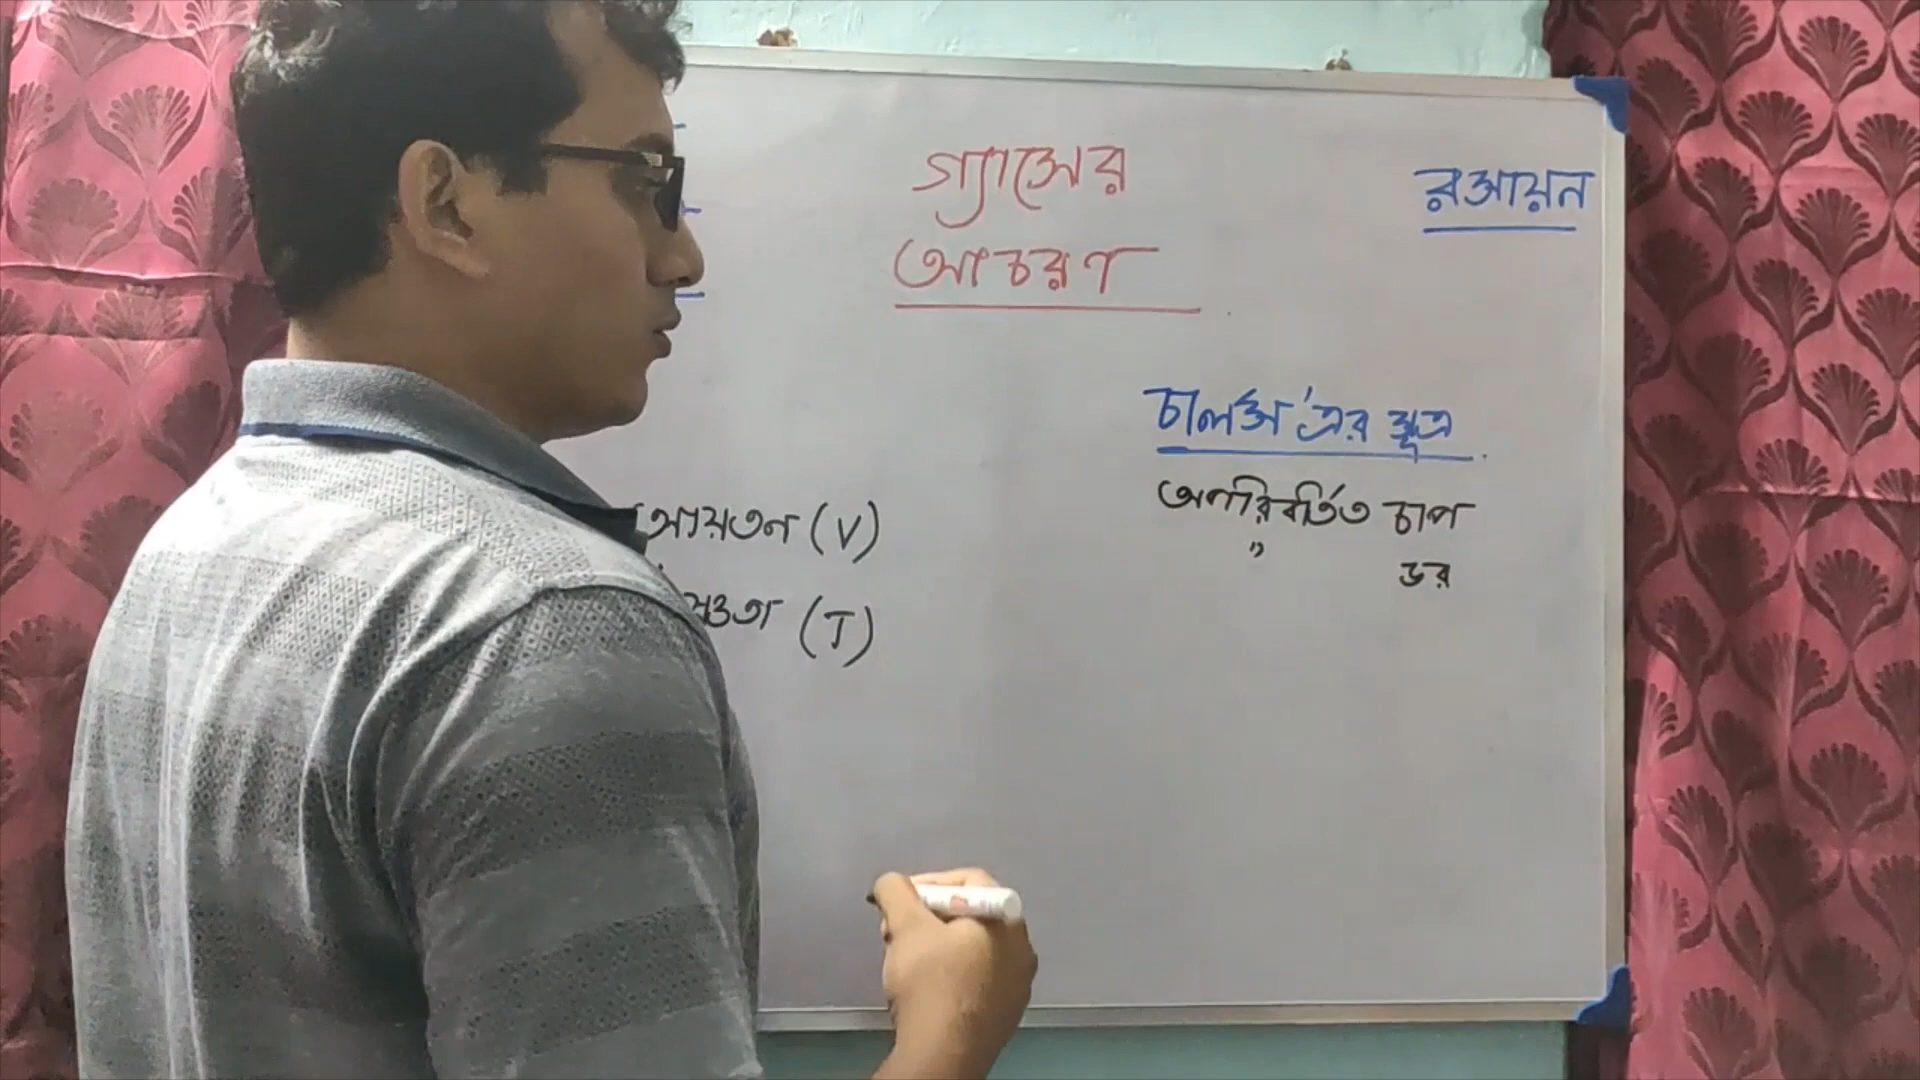 গ্যাসের
আচরণ
রসায়ন
চার্লস'এর সূত্র
অপরিবর্তিত চাপ
" ভর
আয়তন (V)
(T)